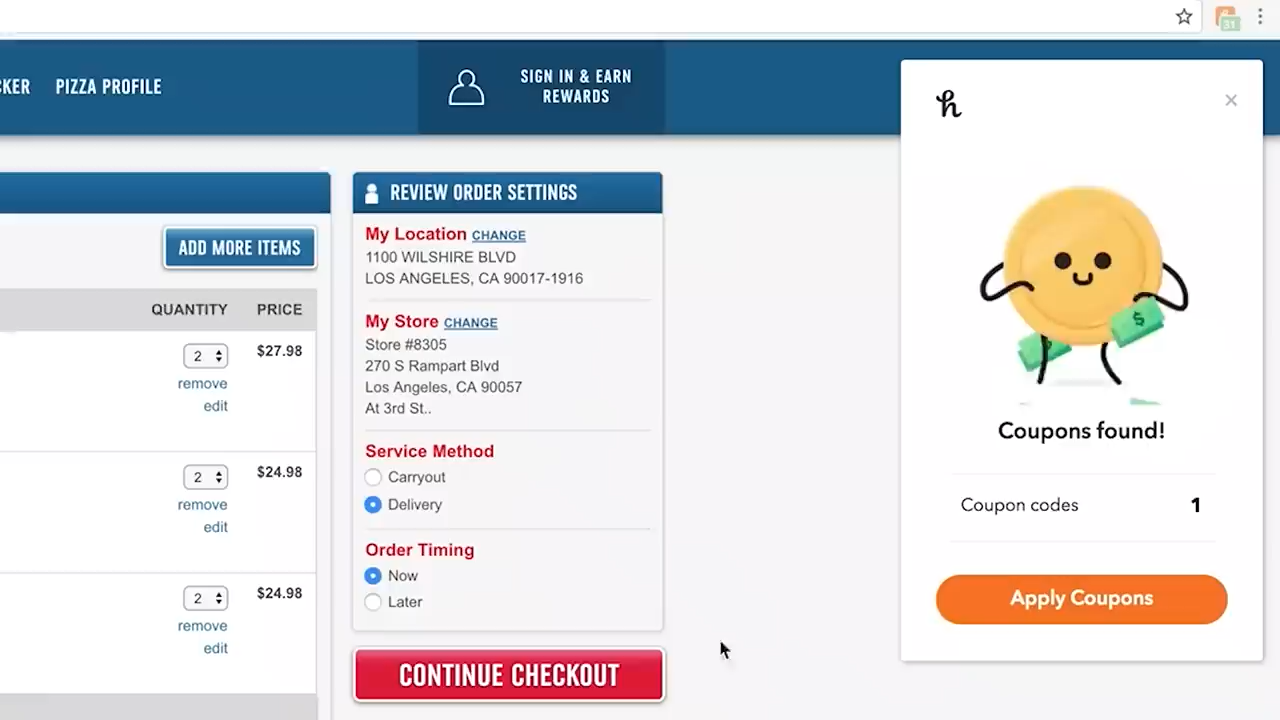 CKER
PIZZA PROFILE
SIGN IN & EARN
REWARDS
31
h
×
REVIEW ORDER SETTINGS
ADD MORE ITEMS
My Location CHANGE
1100 WILSHIRE BLVD
LOS ANGELES, CA 90017-1916
QUANTITY PRICE
2 $27.98
remove
edit
2 $24.98
remove
edit
2 $24.98
remove
edit
My Store CHANGE
Store #8305
270 S Rampart Blvd
Los Angeles, CA 90057
At 3rd St..
Service Method
Carryout
Delivery
Order Timing
Now
Later
CONTINUE CHECKOUT
$
$
Coupons found!
Coupon codes 1
Apply Coupons